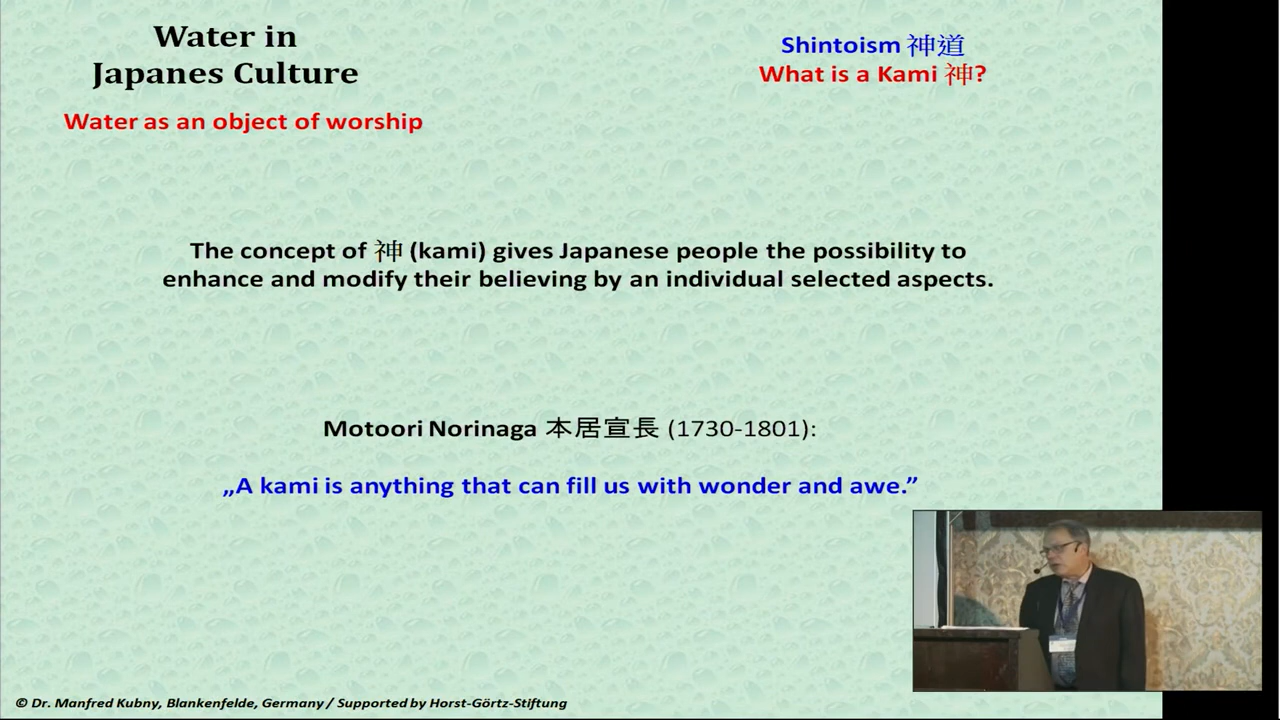 Water in
Japanes Culture
Water as an object of worship
Shintoism 神道
What is a Kami 神?
The concept of 神 (kami) gives Japanese people the possibility to
enhance and modify their believing by an individual selected aspects.
Motoori Norinaga 本居宣長 (1730-1801):
„A kami is anything that can fill us with wonder and awe.”
© Dr. Manfred Kubny, Blankenfelde, Germany / Supported by Horst-Görtz-Stiftung